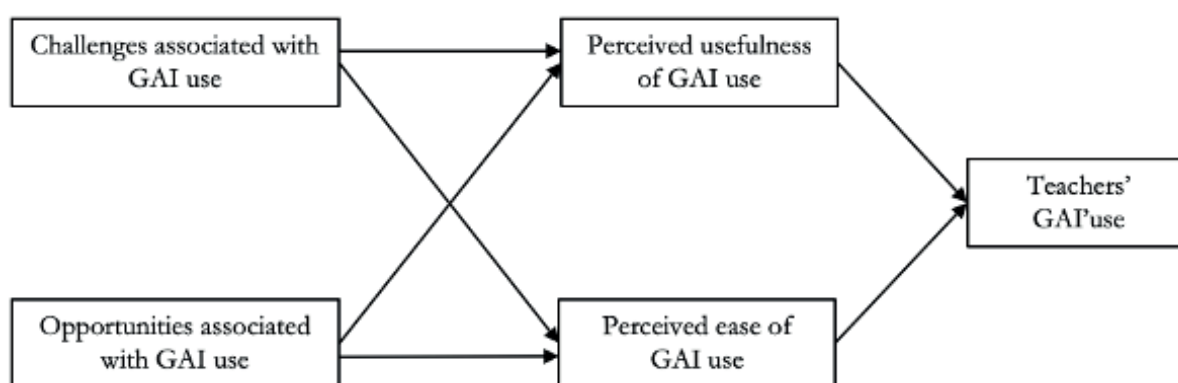 Challenges associated with
GAI use
Perceived usefulness
of GAI use
Teachers’
GAI’use
Opportunities associated
with GAI use
Perceived ease of
GAI use